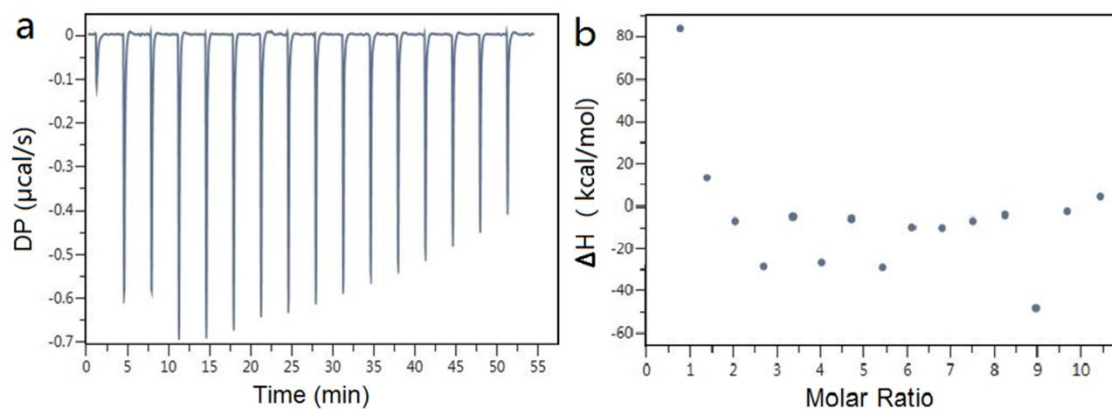 a
0
-0.1
-0.2
-0.3
-0.4
-0.5
-0.6
-0.7
DP (µcal/s)
0 5 10 15 20 25 30 35 40 45 50 55
Time (min)
b
80
60
40
20
0
-20
-40
-60
ΔH ( kcal/mol)
0 1 2 3 4 5 6 7 8 9 10
Molar Ratio